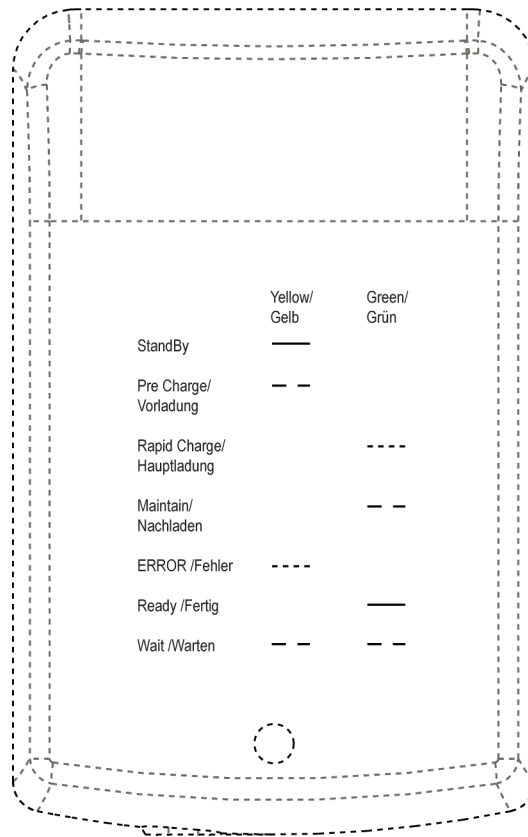 Yellow/ Green/
Gelb Grün
StandBy
Pre Charge/
Vorladung
Rapid Charge/
Hauptladung
Maintain/
Nachladen
ERROR /Fehler
Ready /Fertig
Wait /Warten